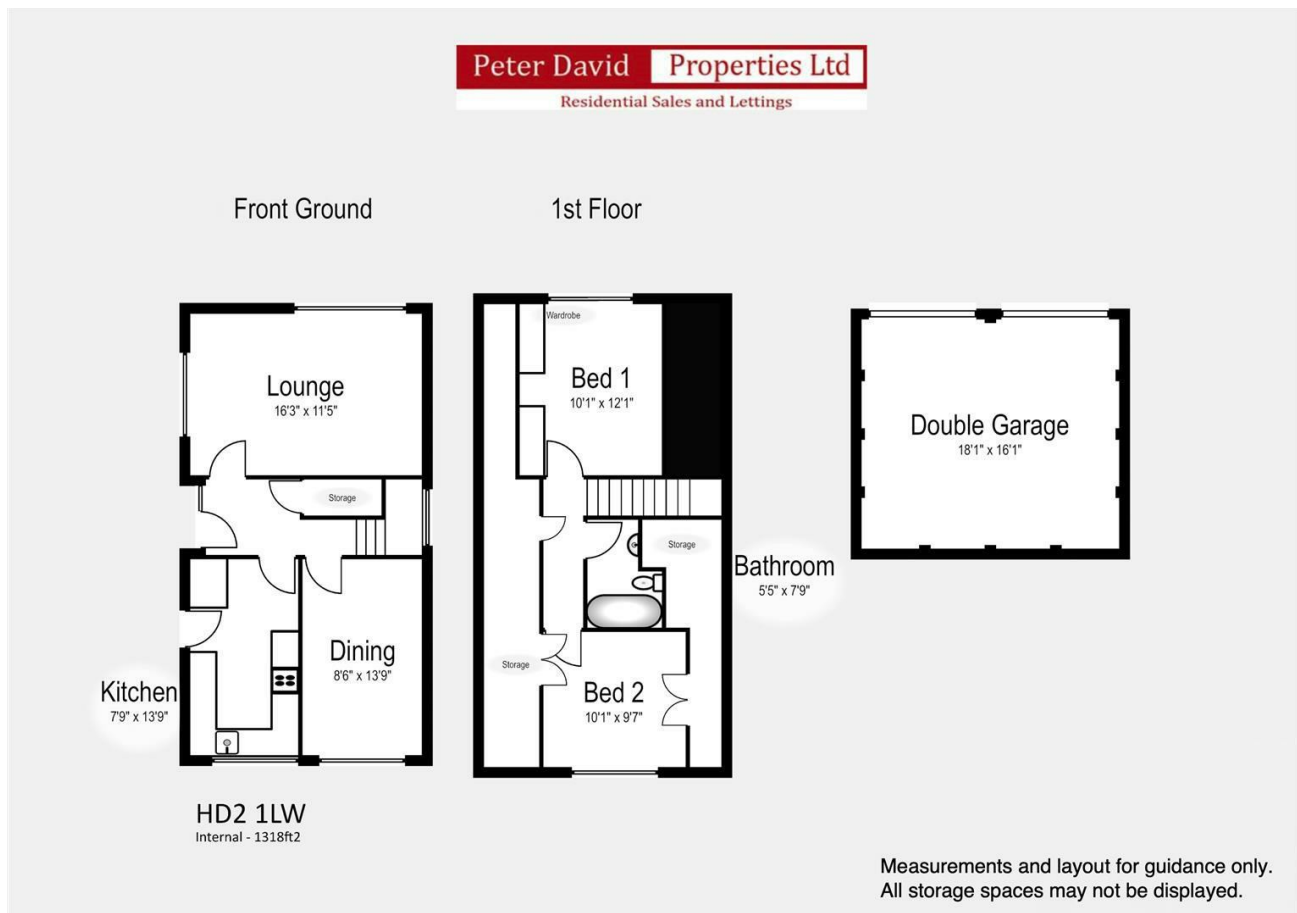 Peter David Properties Ltd
Residential Sales and Lettings
Front Ground
1st Floor
Lounge
16'3" x 11'5"
Storage
Kitchen
7'9" x 13'9"
Dining
8'6" x 13'9"
Wardrobe
Bed 1
10'1" x 12'1"
Storage
Bathroom
5'5" x 7'9"
Storage
Bed 2
10'1" x 9'7"
Double Garage
18'1" x 16'1"
HD2 1LW
Internal - 1318ft2
Measurements and layout for guidance only.
All storage spaces may not be displayed.